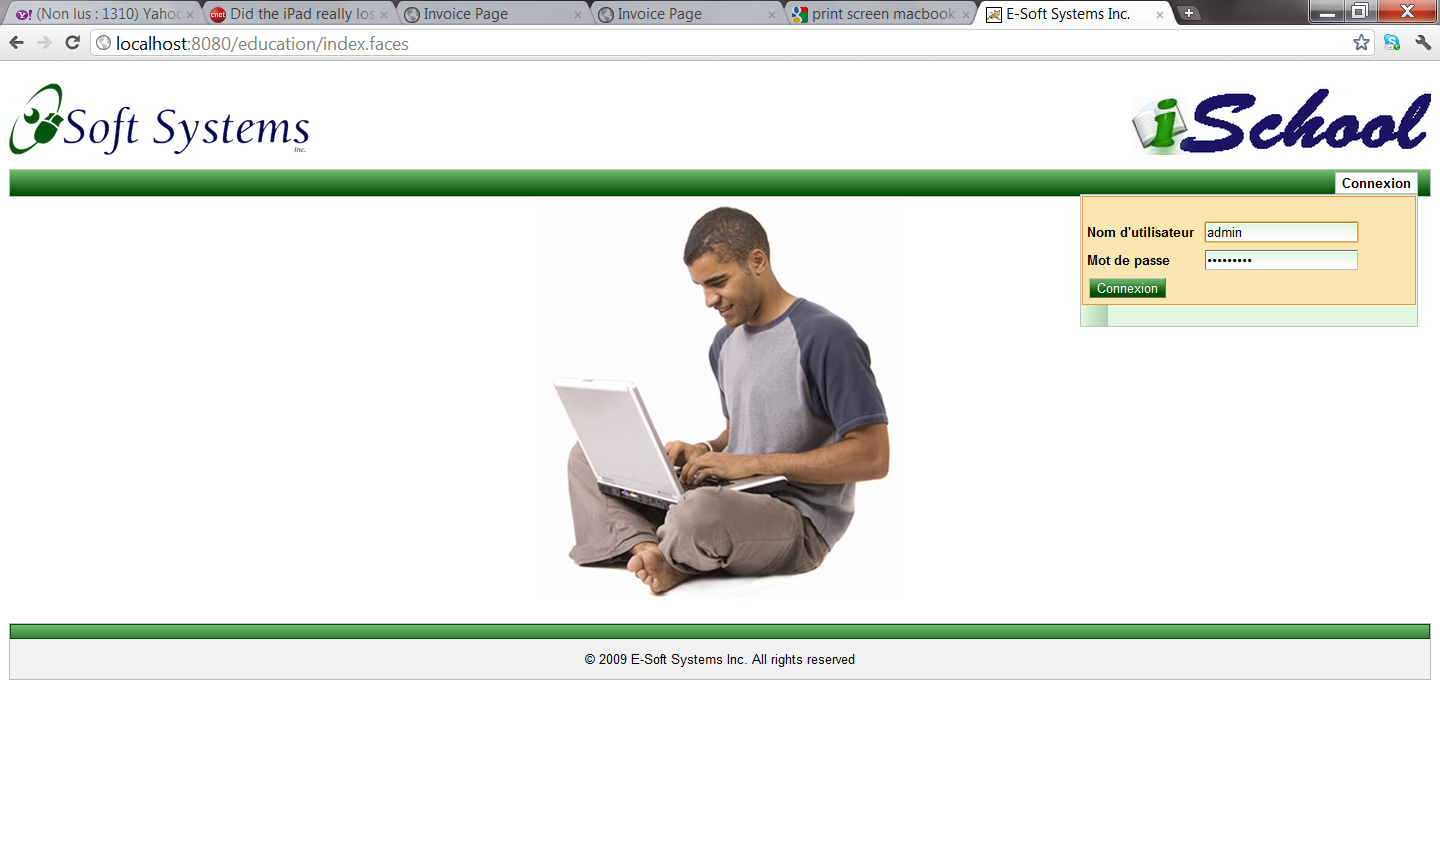 (Non lus : 1310) Yahoo
Did the iPad really los
Invoice Page
Invoice Page
print screen macbook
E-Soft Systems Inc.
localhost:8080/education/index.faces
Soft Systems
Inc.
iSchool
Connexion
Nom d'utilisateur admin
Mot de passe •••••••••
Connexion
© 2009 E-Soft Systems Inc. All rights reserved